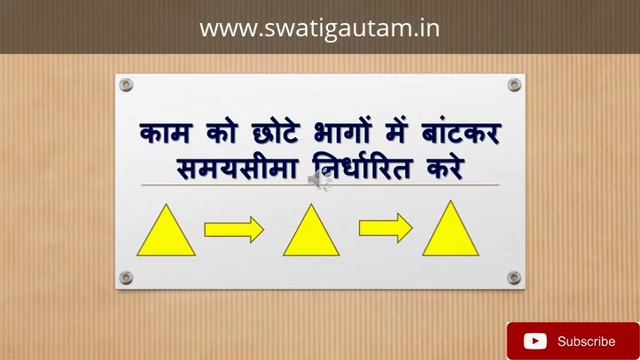 www.swatigautam.in
काम को छोटे भागों में बांटकर
समयसीमा निर्धारित करे
Subscribe